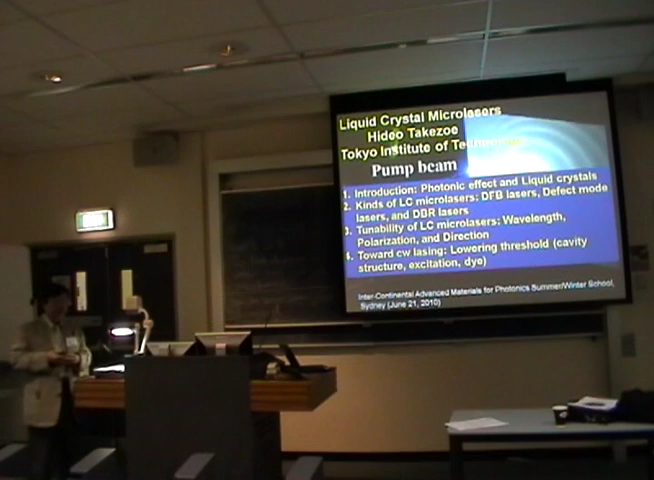 Liquid Crystal Microlasers
Hideo Takezoe
Tokyo Institute of Technology
Pump beam
1. Introduction: Photonic effect and Liquid crystals
2. Kinds of LC microlasers: DFB lasers, Defect mode
lasers, and DBR lasers
3. Tunability of LC microlasers: Wavelength,
Polarization, and Direction
4. Toward cw lasing: Lowering threshold (cavity
structure, excitation, dye)
Inter-Continental Advanced Materials for Photonics Summer/Winter School,
Sydney (June 21, 2010)